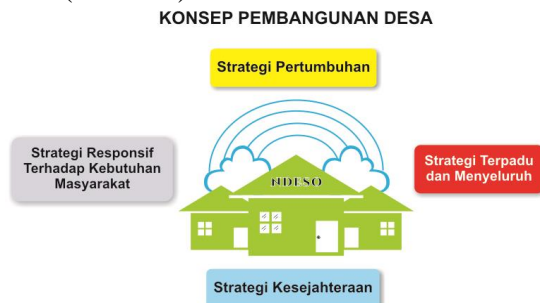 KONSEP PEMBANGUNAN DESA
Strategi Pertumbuhan
Strategi Responsif
Terhadap Kebutuhan
Masyarakat
NDESO
Strategi Terpadu
dan Menyeluruh
Strategi Kesejahteraan